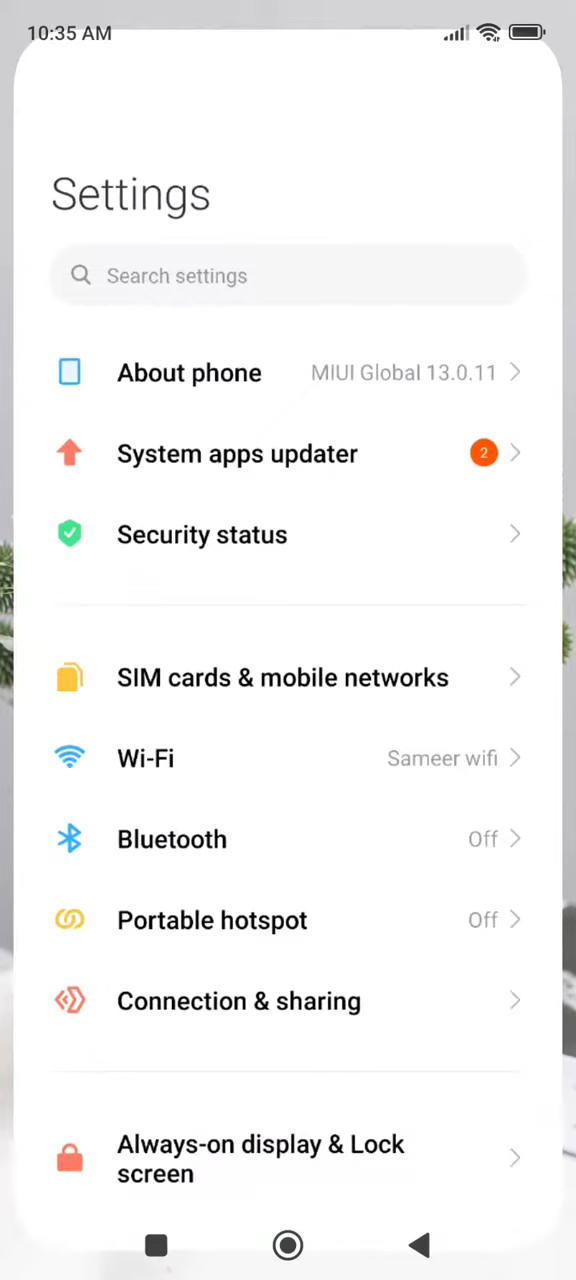 10:35 AM
Settings
Search settings
About phone MIUI Global 13.0.11
System apps updater 2
Security status
SIM cards & mobile networks
Wi-Fi Sameer wifi
Bluetooth Off
Portable hotspot Off
Connection & sharing
Always-on display & Lock
screen